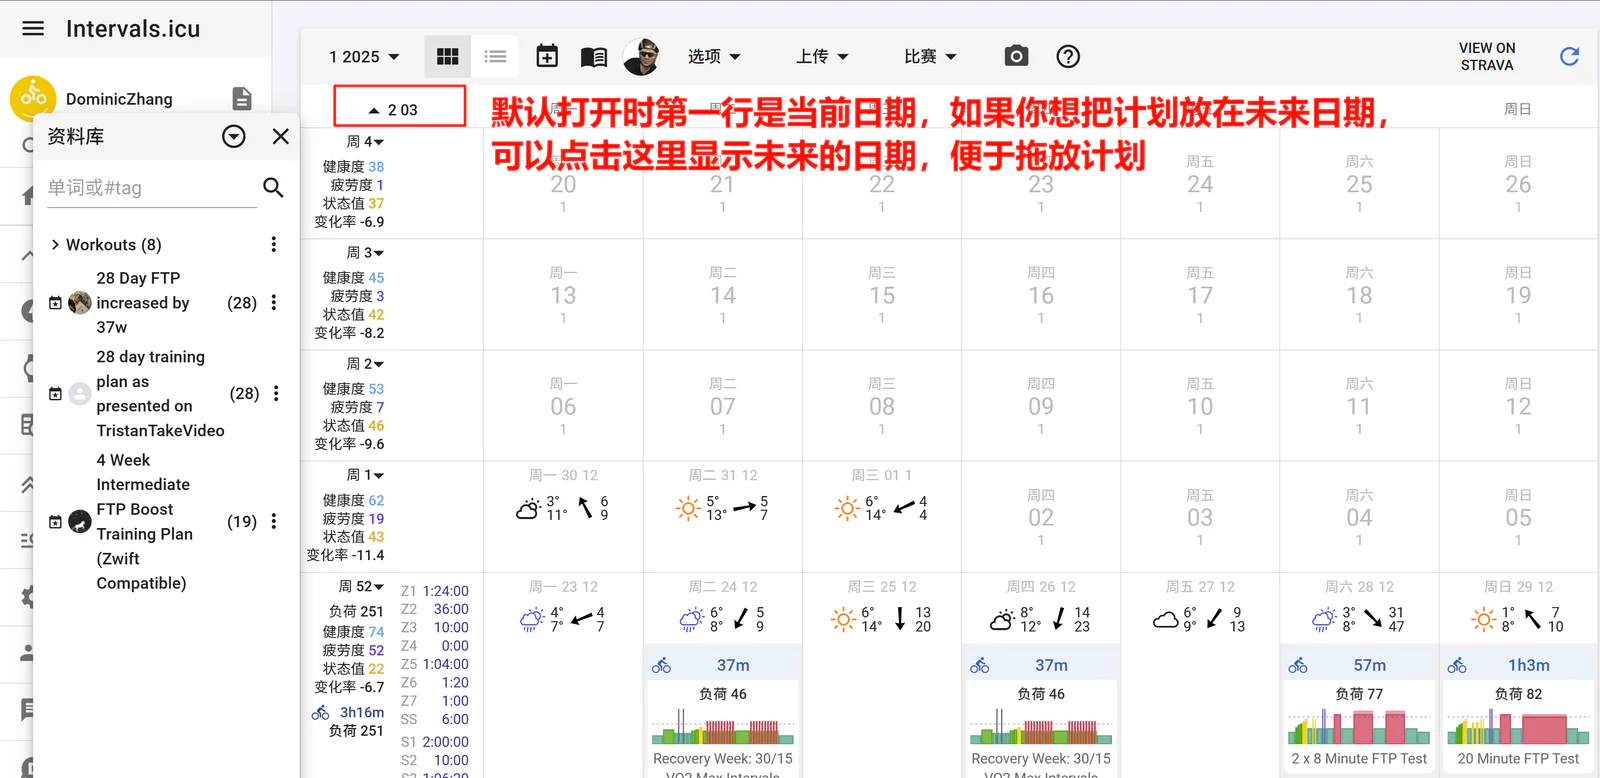 Intervals.icu
DominicZhang
资料库
单词或#tag
Workouts (8)
28 Day FTP
increased by
37w
(28)
28 day training
plan as
presented on
TristanTakeVideo
(28)
4 Week
Intermediate
FTP Boost
Training Plan
(Zwift
Compatible)
(19)
1 2025
选项
上传
比赛
VIEW ON
STRAVA
2 03
默认打开时第一行是当前日期，如果你想把计划放在未来日期，
可以点击这里显示未来的日期，便于拖放计划
周日
周 4
健康度 38
疲劳度 1
状态值 37
变化率 -6.9
20
1
21
1
22
1
23
1
周五
24
1
周六
25
1
周日
26
1
周 3
健康度 45
疲劳度 3
状态值 42
变化率 -8.2
周一
13
1
周二
14
1
周三
15
1
周四
16
1
周五
17
1
周六
18
1
周日
19
1
周 2
健康度 53
疲劳度 7
状态值 46
变化率 -9.6
周一
06
1
周二
07
1
周三
08
1
周四
09
1
周五
10
1
周六
11
1
周日
12
1
周 1
健康度 62
疲劳度 19
状态值 43
变化率 -11.4
周一 30 12
3°
11°
6
9
周二 31 12
5°
13°
5
7
周三 01 1
6°
14°
4
4
周四
02
1
周五
03
1
周六
04
1
周日
05
1
周 52
负荷 251
健康度 74
疲劳度 52
状态值 22
变化率 -6.7
3h16m
负荷 251
Z1 1:24:00
Z2 36:00
Z3 10:00
Z4 0:00
Z5 1:04:00
Z6 1:20
Z7 1:00
SS 6:00
S1 2:00:00
S2 10:00
周一 23 12
4°
7°
4
7
周二 24 12
6°
8°
5
9
37m
负荷 46
Recovery Week: 30/15
VO2 Max Intervals
周三 25 12
6°
14°
13
20
周四 26 12
8°
12°
14
23
37m
负荷 46
Recovery Week: 30/15
VO2 Max Intervals
周五 27 12
6°
9°
9
13
周六 28 12
3°
8°
31
47
57m
负荷 77
2 x 8 Minute FTP Test
周日 29 12
1°
8°
7
10
1h3m
负荷 82
20 Minute FTP Test